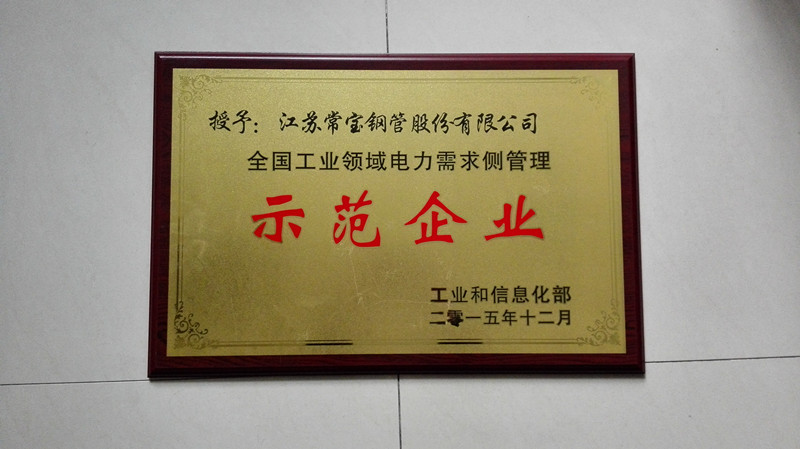 授予：江苏常宝钢管股份有限公司
全国工业领域电力需求侧管理
示范企业
工业和信息化部
二零一五年十二月